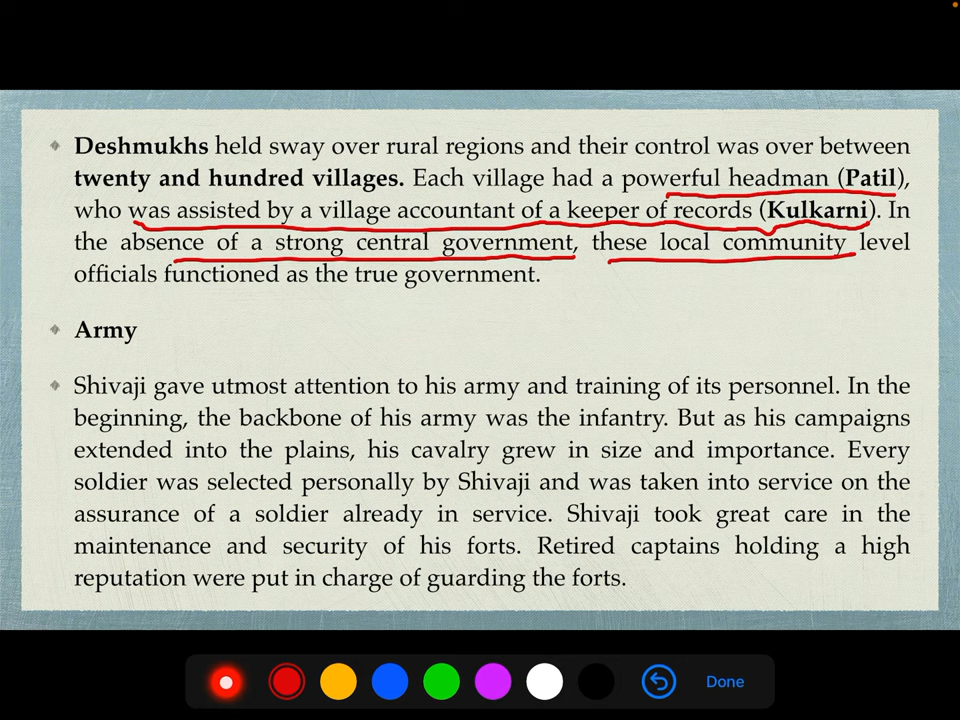 Deshmukhs held sway over rural regions and their control was over between
twenty and hundred villages. Each village had a powerful headman (Patil),
who was assisted by a village accountant of a keeper of records (Kulkarni). In
the absence of a strong central government, these local community level
officials functioned as the true government.
Army
Shivaji gave utmost attention to his army and training of its personnel. In the
beginning, the backbone of his army was the infantry. But as his campaigns
extended into the plains, his cavalry grew in size and importance. Every
soldier was selected personally by Shivaji and was taken into service on the
assurance of a soldier already in service. Shivaji took great care in the
maintenance and security of his forts. Retired captains holding a high
reputation were put in charge of guarding the forts.
Done